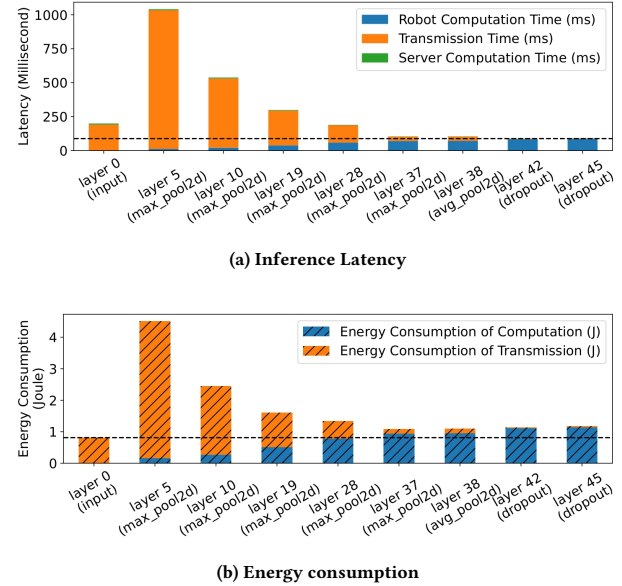 1000
750
500
250
0
Latency (Millisecond)
Robot Computation Time (ms)
Transmission Time (ms)
Server Computation Time (ms)
layer 0
(input)
layer 5
(max_pool2d)
layer 10
(max_pool2d)
layer 19
(max_pool2d)
layer 28
(max_pool2d)
layer 37
(max_pool2d)
layer 38
(avg_pool2d)
layer 42
(dropout)
layer 45
(dropout)
(a) Inference Latency
4
3
2
1
0
Energy Consumption
(Joule)
Energy Consumption of Computation (J)
Energy Consumption of Transmission (J)
layer 0
(input)
layer 5
(max_pool2d)
layer 10
(max_pool2d)
layer 19
(max_pool2d)
layer 28
(max_pool2d)
layer 37
(max_pool2d)
layer 38
(avg_pool2d)
layer 42
(dropout)
layer 45
(dropout)
(b) Energy consumption